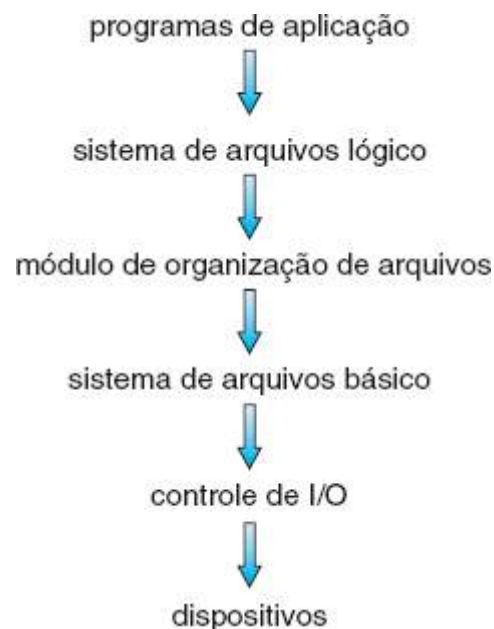 programas de aplicação
sistema de arquivos lógico
módulo de organização de arquivos
sistema de arquivos básico
controle de I/O
dispositivos